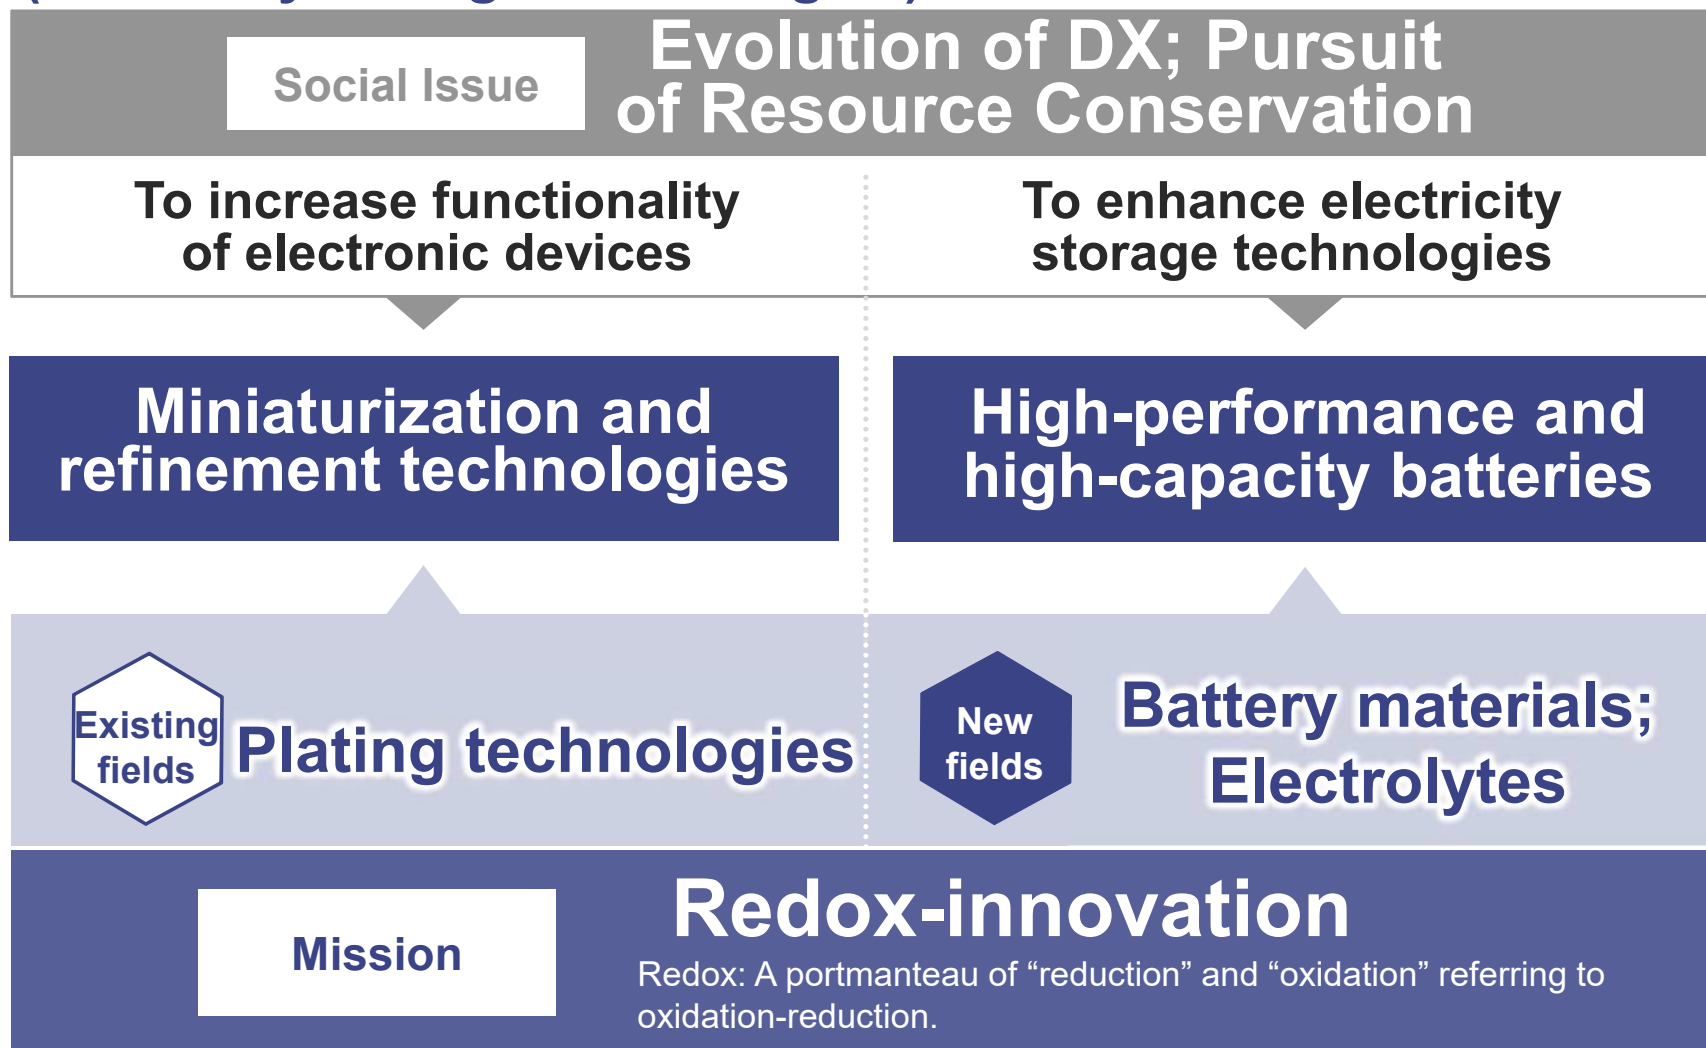 Social Issue
Evolution of DX; Pursuit
of Resource Conservation
To increase functionality
of electronic devices
To enhance electricity
storage technologies
Miniaturization and
refinement technologies
High-performance and
high-capacity batteries
Existing
fields
Plating technologies
New
fields
Battery materials;
Electrolytes
Mission
Redox-innovation
Redox: A portmanteau of “reduction” and “oxidation” referring to
oxidation-reduction.